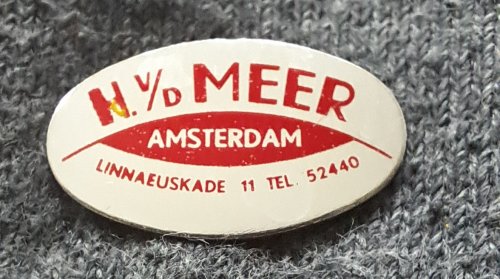 N. V/D MEER
AMSTERDAM
LINNAEUSKADE 11 TEL. 52440